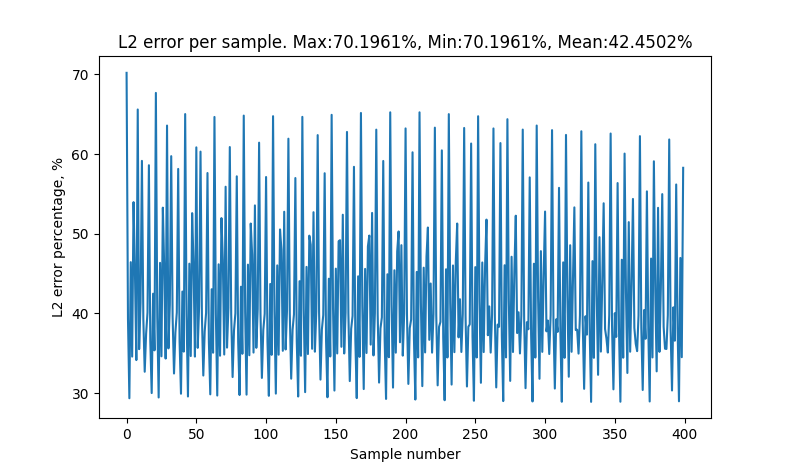 L2 error per sample. Max:70.1961%, Min:70.1961%, Mean:42.4502%
70
60
50
40
30
L2 error percentage, %
0 50 100 150 200 250 300 350 400
Sample number